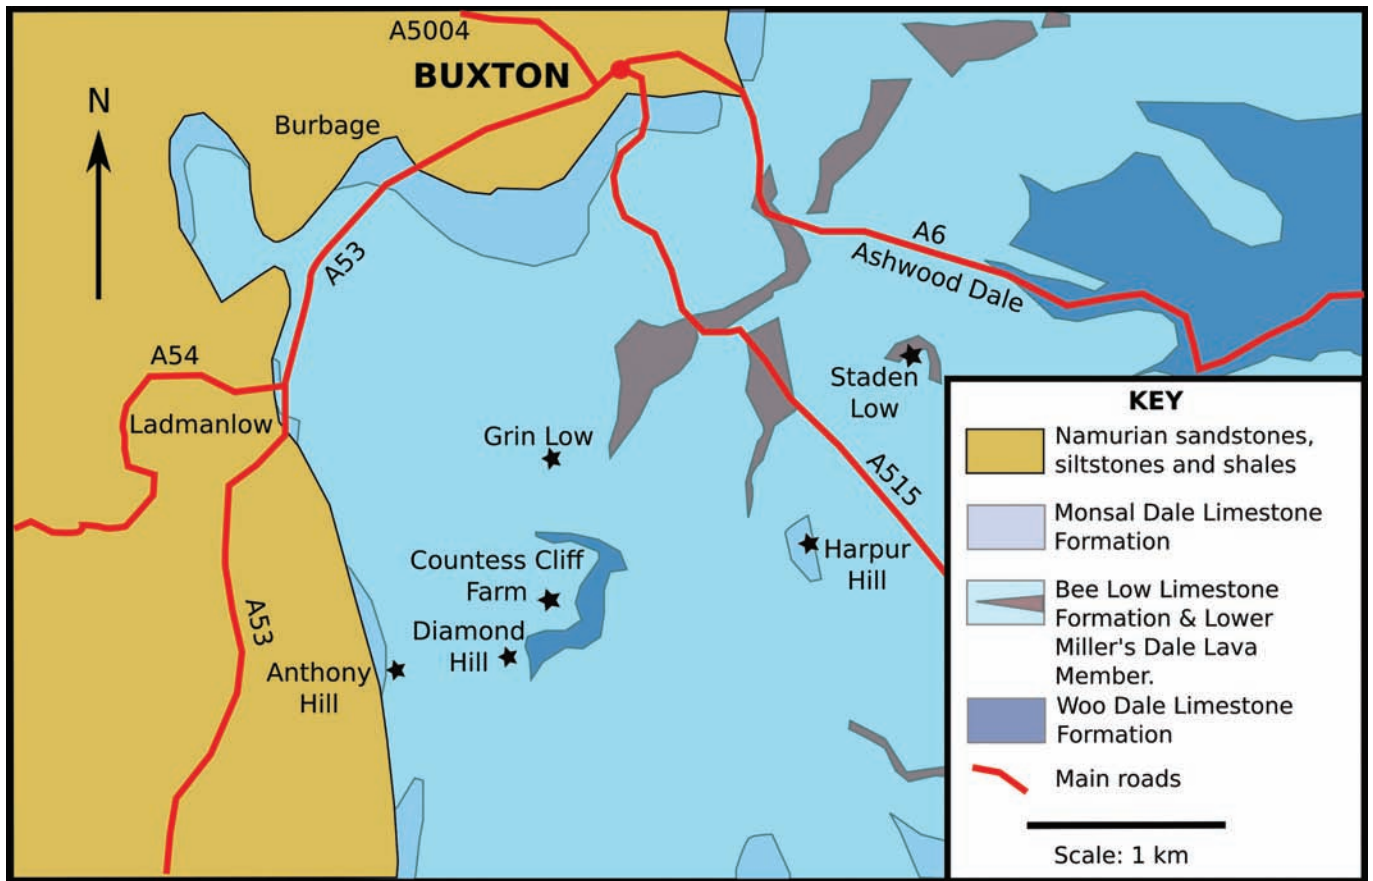 A5004
BUXTON
N
Burbage
A53
A6
Ashwood Dale
A54
Ladmanlow
Staden
Low
Grin Low
A515
Countess Cliff
Farm
Harpur
Hill
Diamond
Hill
A53
Anthony
Hill
KEY
Namurian sandstones,
siltstones and shales
Monsal Dale Limestone
Formation
Bee Low Limestone
Formation & Lower
Miller's Dale Lava
Member.
Woo Dale Limestone
Formation
Main roads
Scale: 1 km